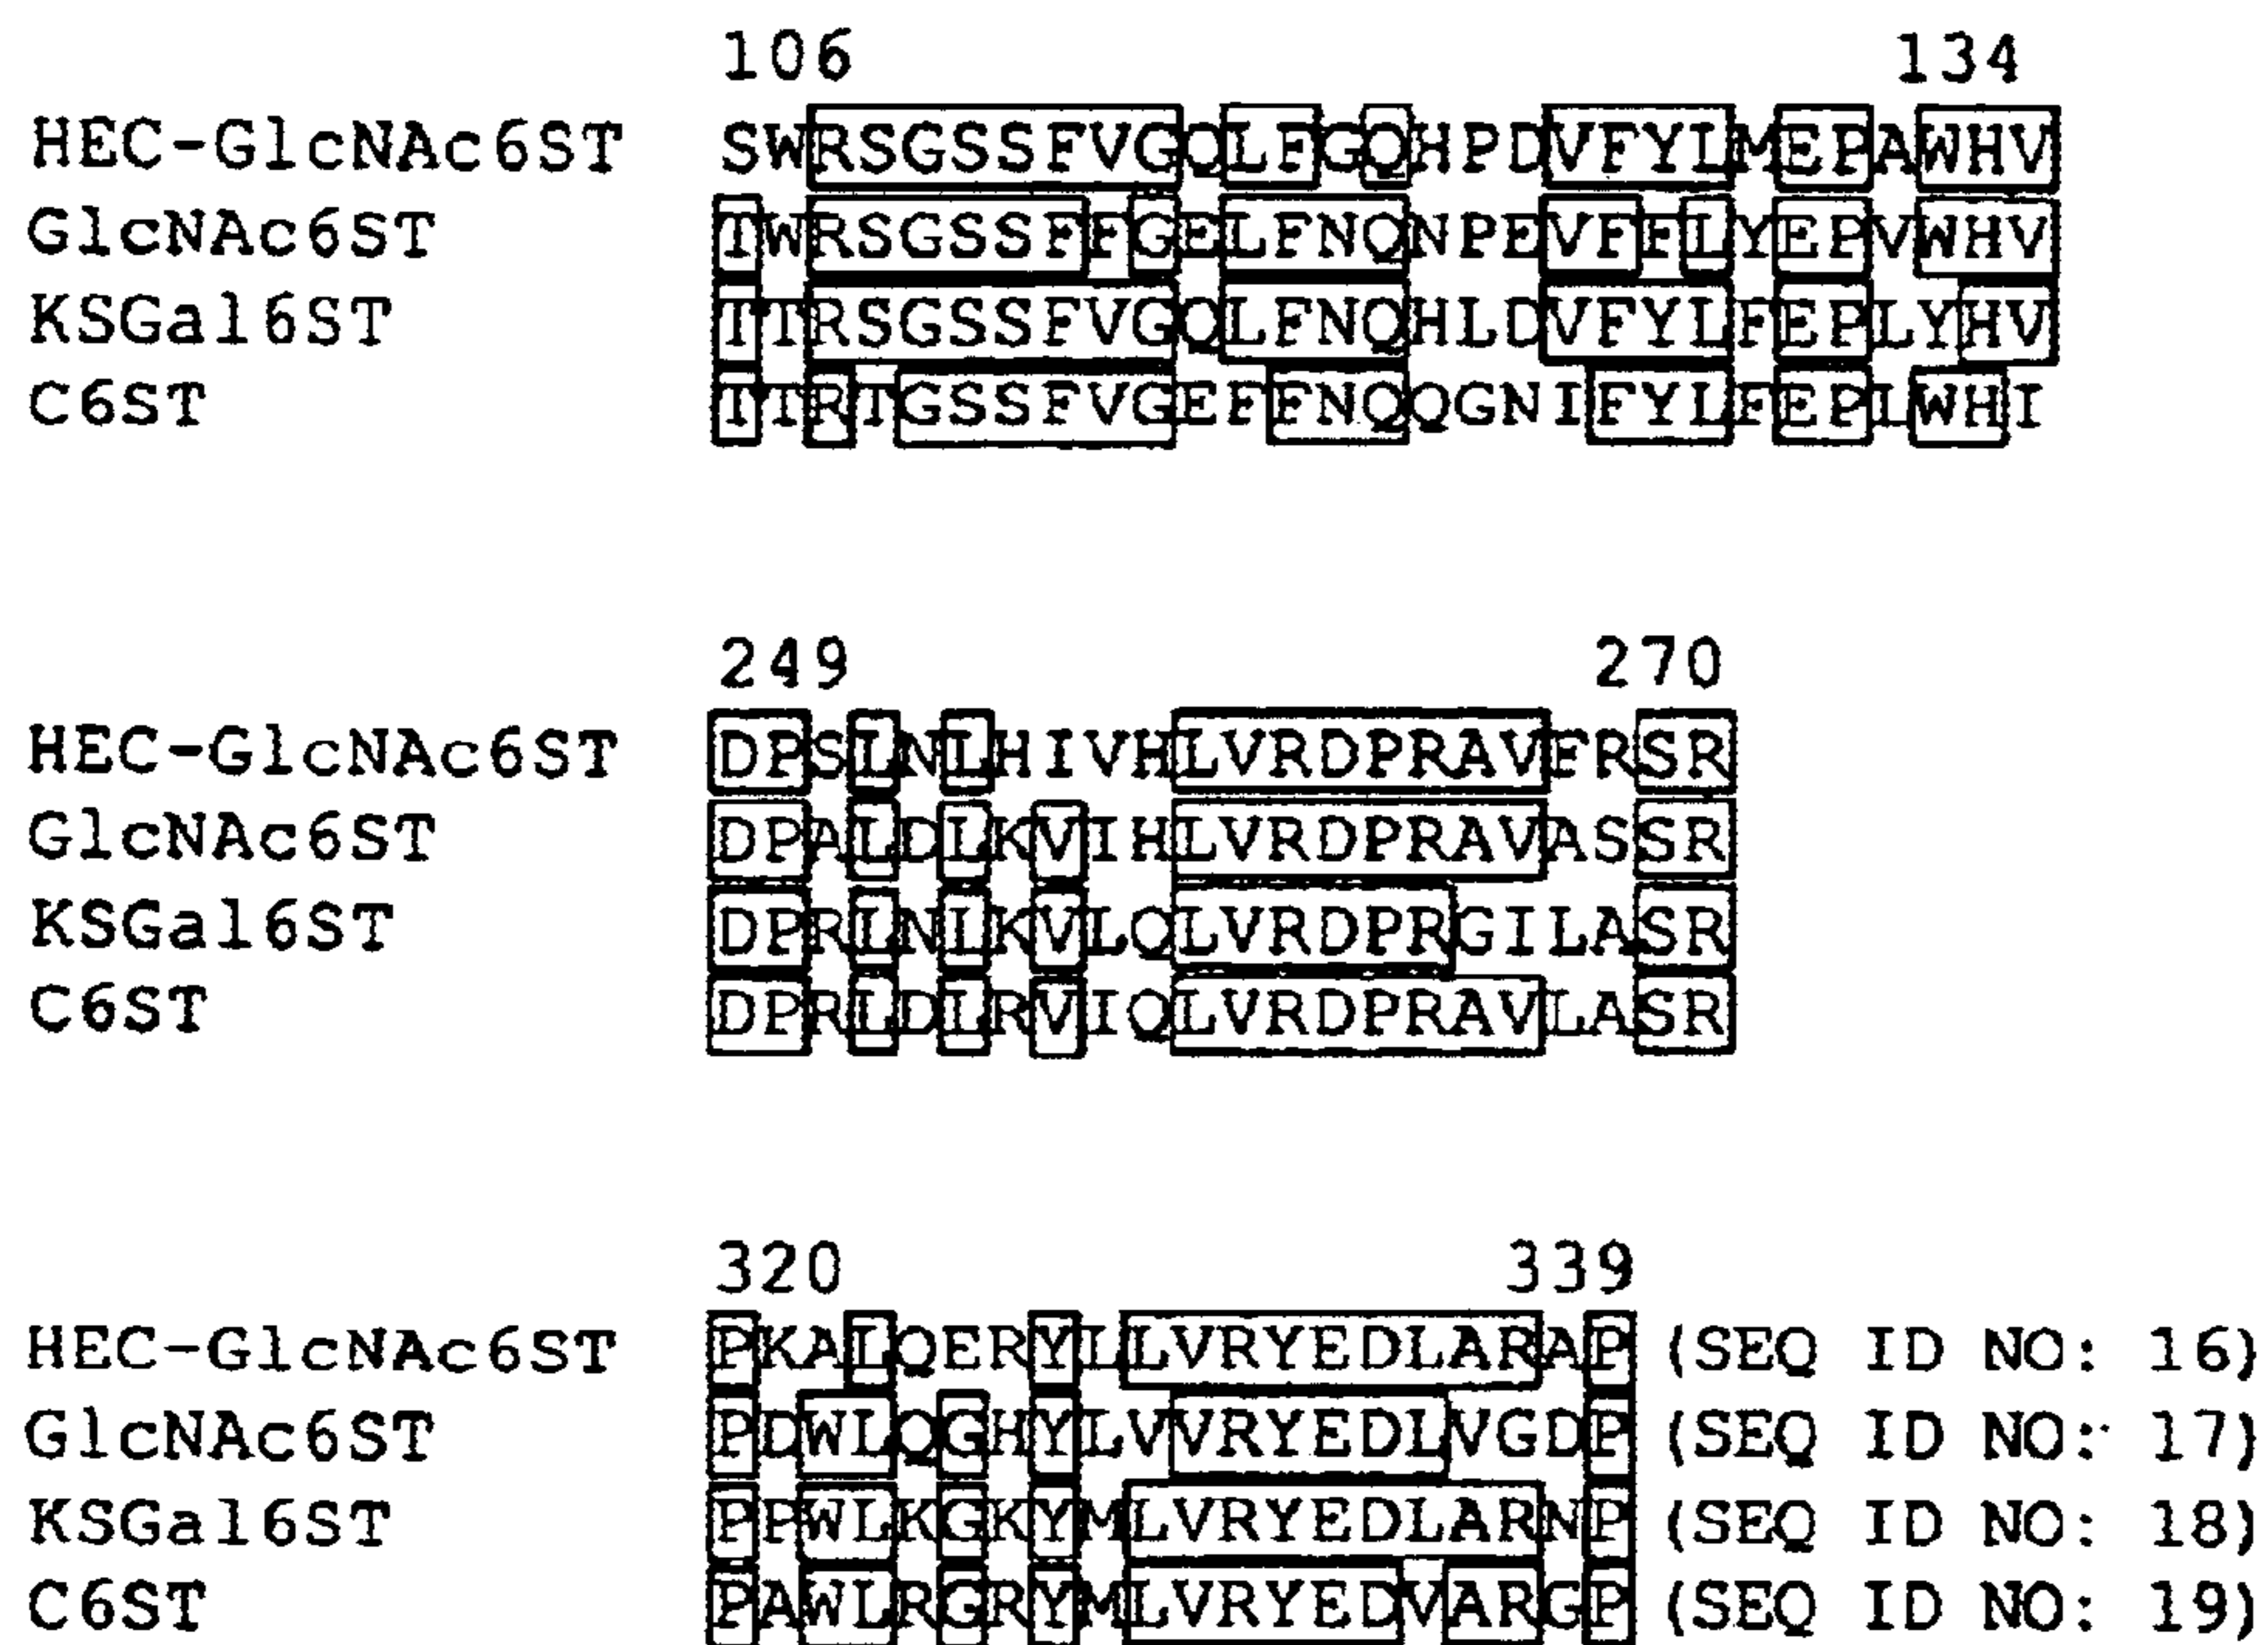 106 134
HEC-GlcNAc6ST SWRSGSSFVGQLFGQHPDVFYLMEPAWHV
GlcNAc6ST TWRSGSSFFGELFNQNPEVFFLYEPVWHV
KSGal6ST TTRSGSSFVGQLFNQHLDVFYLFEPLYHV
C6ST TTRTGSSFVGEFFNQQGNIFYLFEPLWHI
249 270
HEC-GlcNAc6ST DPSLNLHIVHLVRDPRAVFRSR
GlcNAc6ST DPALDLKVIHLVRDPRAVASSR
KSGal6ST DPRLNLKVLQLVRDPRGILASR
C6ST DPRLDLRVIQLVRDPRAVLASR
320 339
HEC-GlcNAc6ST PKALQERYLLVRYEDLARAP (SEQ ID NO: 16)
GlcNAc6ST PDWLQGHYLVVRYEDLVGDP (SEQ ID NO: 17)
KSGal6ST PPWLKGKYMLVRYEDLARNP (SEQ ID NO: 18)
C6ST PAWLRGRYMLVRYEDVARGP (SEQ ID NO: 19)